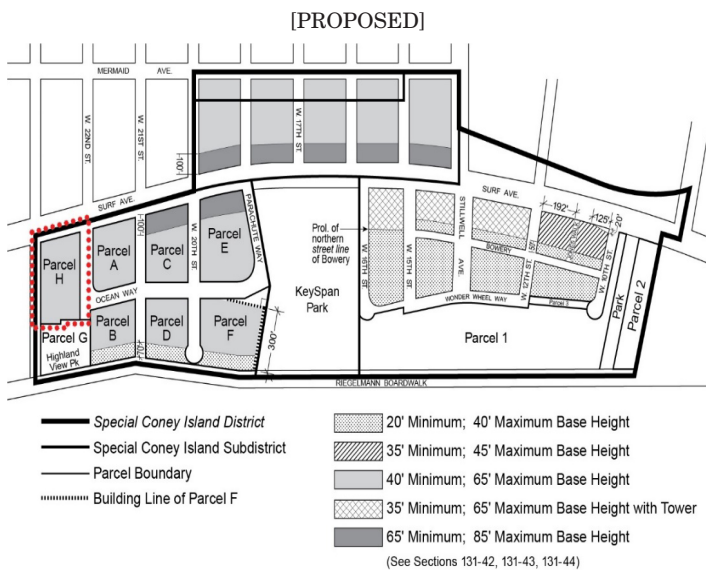 [PROPOSED]
MERMAID AVE.
W. 22ND ST.
W. 21ST ST.
W. 17TH ST.
100'
SURF AVE.
100'
W. 20TH ST.
PARACHUTE WAY
Parcel H
Parcel A
Parcel C
Parcel E
OCEAN WAY
Parcel G
Highland View Pk
Parcel B
Parcel D
Parcel F
70'
300'
KeySpan Park
Prol. of northern street line of Bowery
W. 16TH ST.
W. 15TH ST.
STILLWELL AVE.
SURF AVE.
BOWERY
WONDER WHEEL WAY
W. 12TH ST.
192'
125'
20'
W. 10TH ST.
Parcel 3
Parcel 1
Park
Parcel 2
RIEGELMANN BOARDWALK
Special Coney Island District
Special Coney Island Subdistrict
Parcel Boundary
Building Line of Parcel F
20' Minimum; 40' Maximum Base Height
35' Minimum; 45' Maximum Base Height
40' Minimum; 65' Maximum Base Height
35' Minimum; 65' Maximum Base Height with Tower
65' Minimum; 85' Maximum Base Height
(See Sections 131-42, 131-43, 131-44)